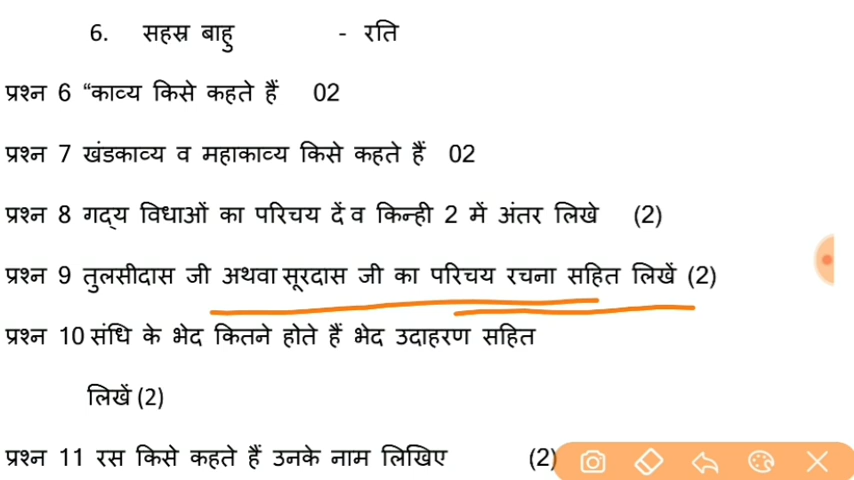 6. सहस्र बाहु - रति
प्रश्न 6 “काव्य किसे कहते हैं 02
प्रश्न 7 खंडकाव्य व महाकाव्य किसे कहते हैं 02
प्रश्न 8 गद्य विधाओं का परिचय दें व किन्ही 2 में अंतर लिखे (2)
प्रश्न 9 तुलसीदास जी अथवा सूरदास जी का परिचय रचना सहित लिखें (2)
प्रश्न 10 संधि के भेद कितने होते हैं भेद उदाहरण सहित
लिखें (2)
प्रश्न 11 रस किसे कहते हैं उनके नाम लिखिए (2)